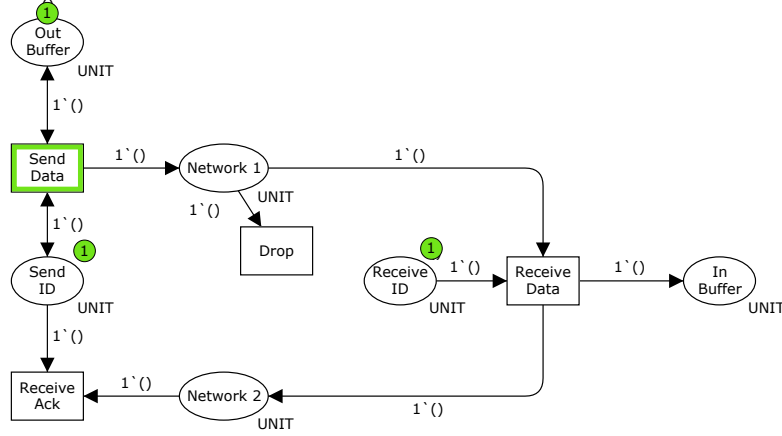 1
Out
Buffer
UNIT
1`()
Send
Data
1`()
Network 1
1`()
UNIT
1`()
Drop
1`()
1
Send
ID
UNIT
1
Receive
ID
1`()
UNIT
Receive
Data
1`()
In
Buffer
UNIT
1`()
Receive
Ack
1`()
Network 2
UNIT
1`()